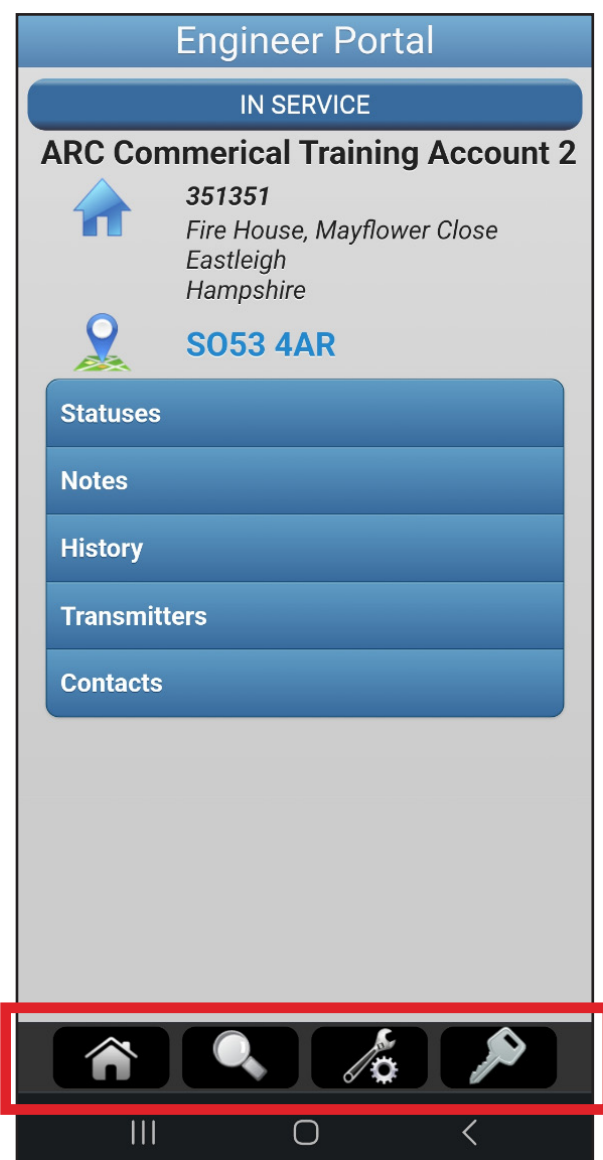 Engineer Portal
IN SERVICE
ARC Commerical Training Account 2
351351
Fire House, Mayflower Close
Eastleigh
Hampshire
SO53 4AR
Statuses
Notes
History
Transmitters
Contacts